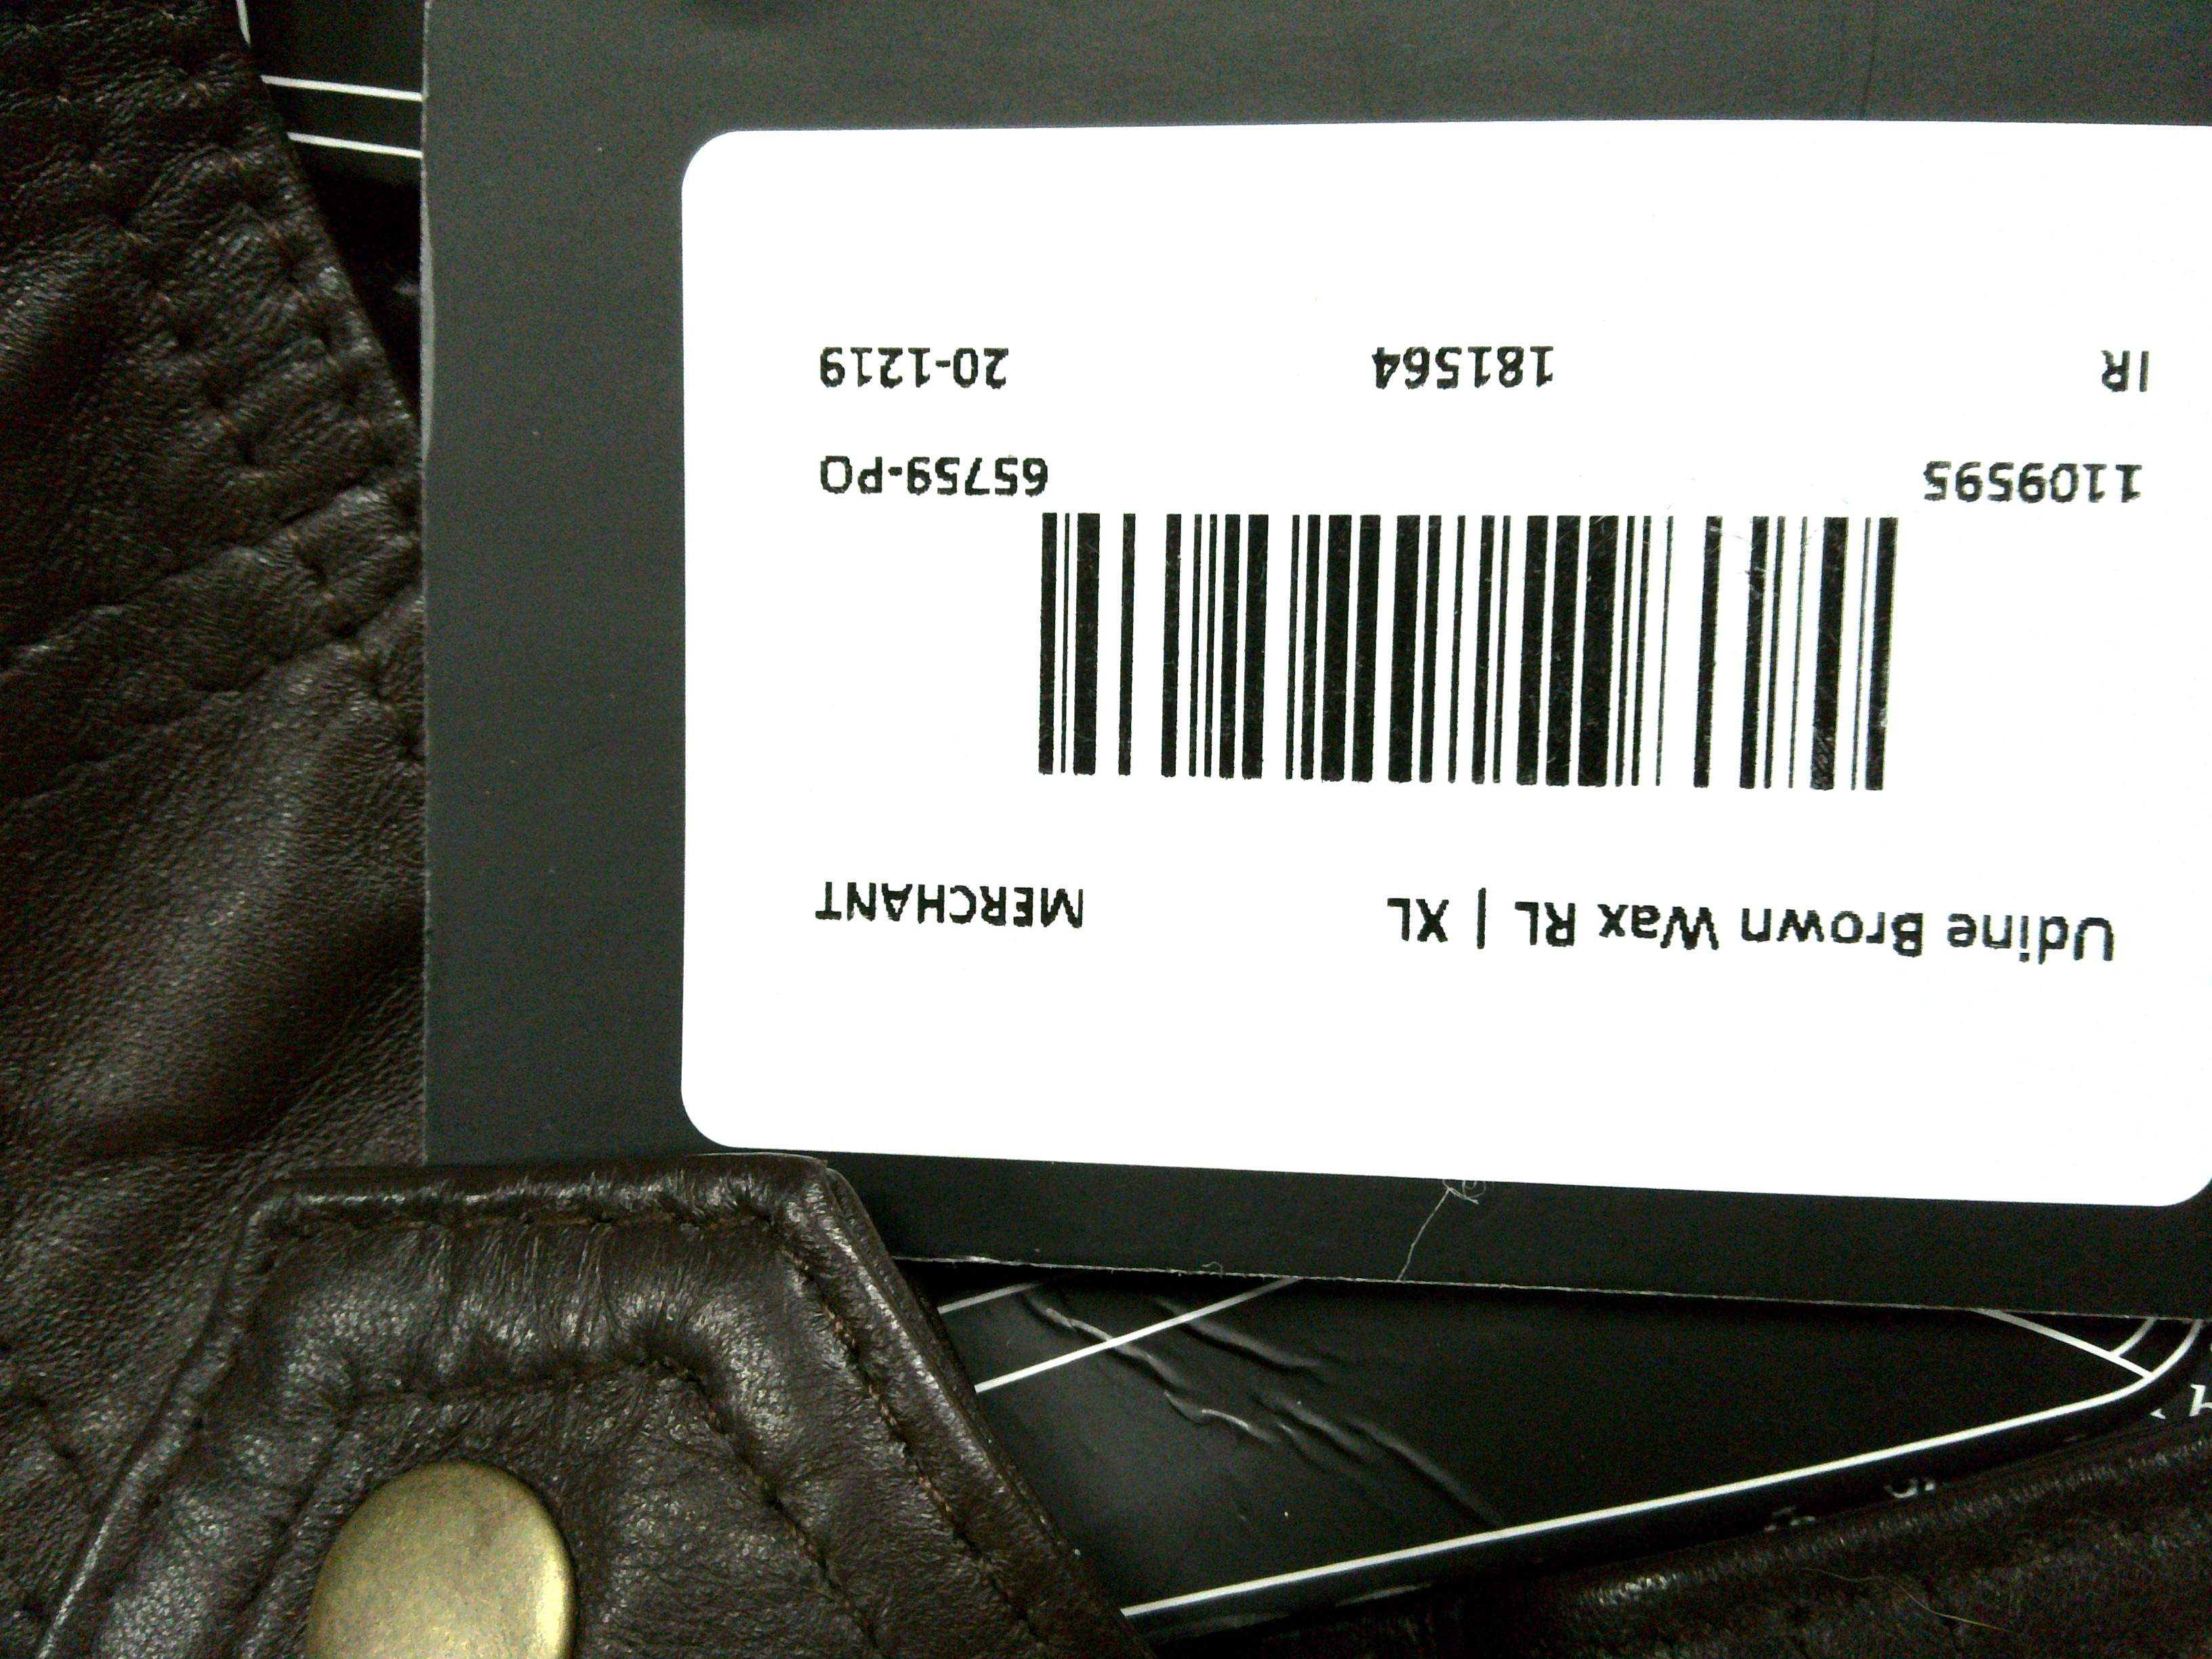 Udine Brown Wax RL | XL MERCHANT
1109595 65759-PO
IR 181564 20-1219